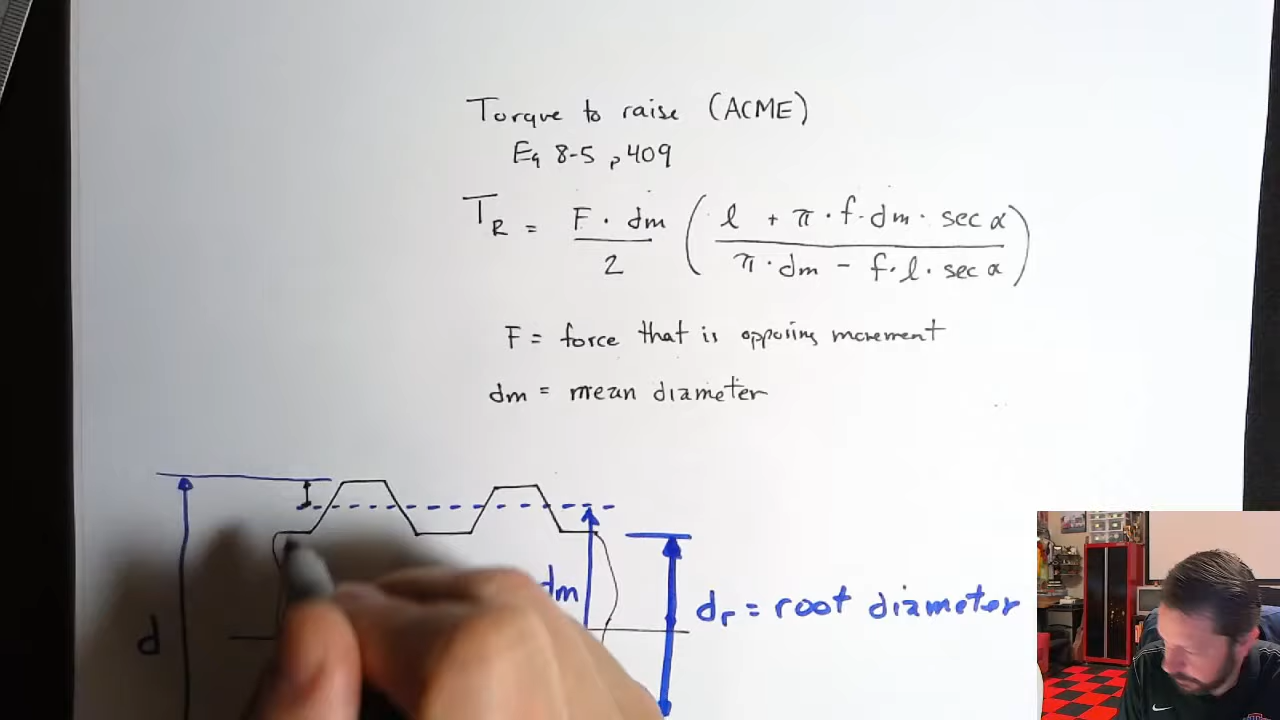 Torque to raise (ACME)
Eq 8-5, p409
T_R = F · dm / 2 ( l + π · f · dm · sec α / π · dm - f · l · sec α )
F = force that is opposing movement
dm = mean diameter
d
dm
dr = root diameter